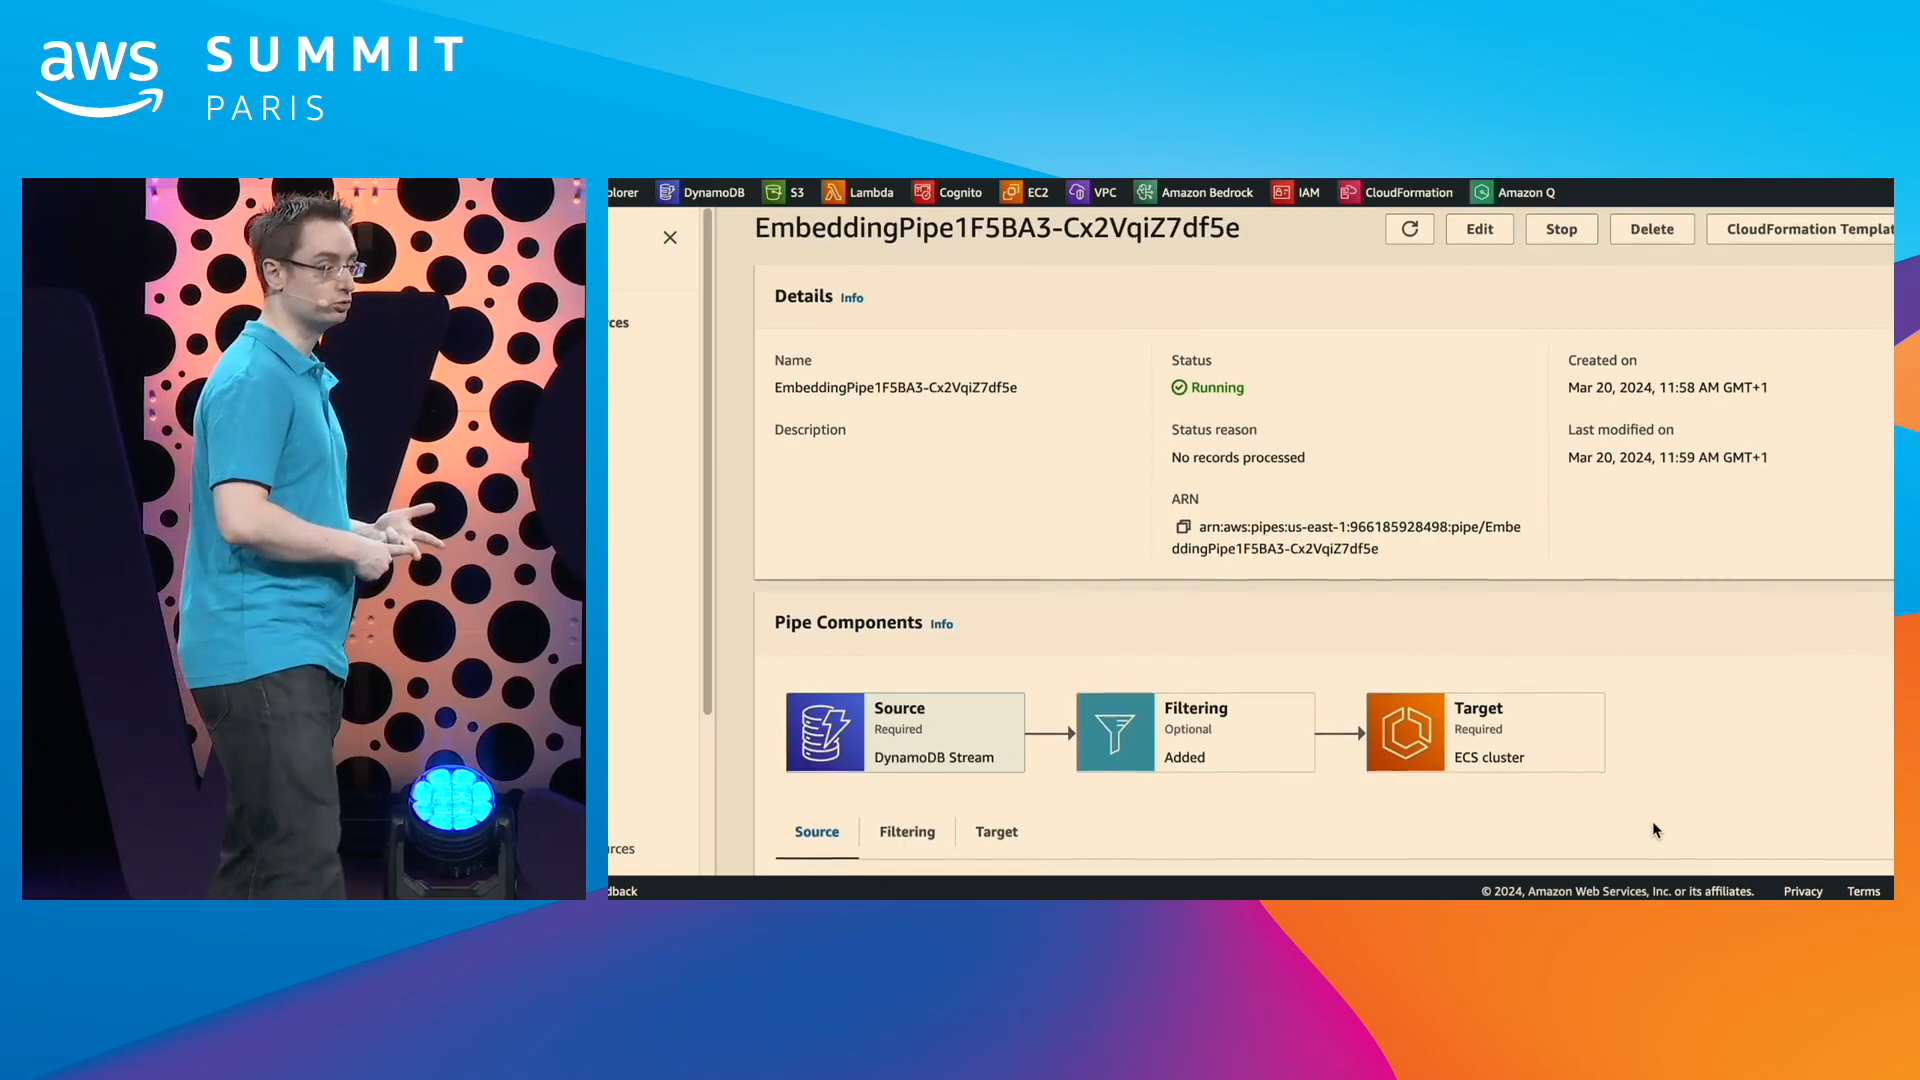 aws SUMMIT
PARIS
plorer DynamoDB S3 Lambda Cognito EC2 VPC Amazon Bedrock IAM CloudFormation Amazon Q
EmbeddingPipe1F5BA3-Cx2VqiZ7df5e
Edit Stop Delete CloudFormation Templat
Details Info
rces
Name
EmbeddingPipe1F5BA3-Cx2VqiZ7df5e
Description
Status
Running
Status reason
No records processed
ARN
arn:aws:pipes:us-east-1:966185928498:pipe/Embe
ddingPipe1F5BA3-Cx2VqiZ7df5e
Created on
Mar 20, 2024, 11:58 AM GMT+1
Last modified on
Mar 20, 2024, 11:59 AM GMT+1
Pipe Components Info
Source
Required
DynamoDB Stream
Filtering
Optional
Added
Target
Required
ECS cluster
Source Filtering Target
urces
dback
© 2024, Amazon Web Services, Inc. or its affiliates. Privacy Terms